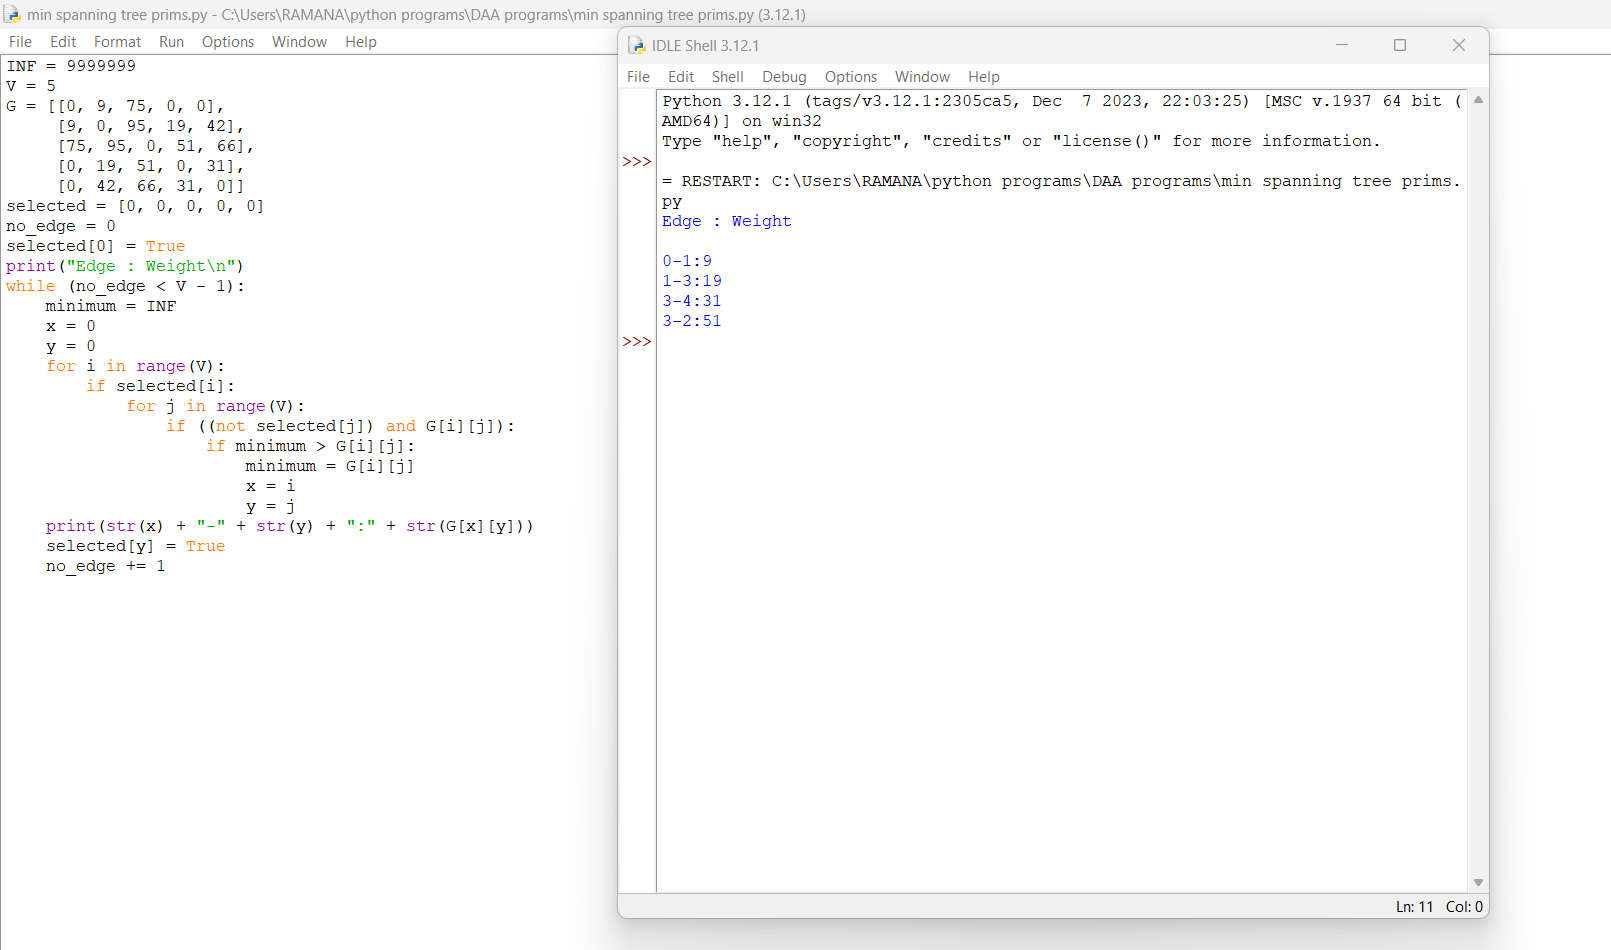 min spanning tree prims.py - C:\Users\RAMANA\python programs\DAA programs\min spanning tree prims.py (3.12.1)
File Edit Format Run Options Window Help
INF = 9999999
V = 5
G = [[0, 9, 75, 0, 0],
     [9, 0, 95, 19, 42],
     [75, 95, 0, 51, 66],
     [0, 19, 51, 0, 31],
     [0, 42, 66, 31, 0]]
selected = [0, 0, 0, 0, 0]
no_edge = 0
selected[0] = True
print("Edge : Weight\n")
while (no_edge < V - 1):
    minimum = INF
    x = 0
    y = 0
    for i in range(V):
        if selected[i]:
            for j in range(V):
                if ((not selected[j]) and G[i][j]):
                    if minimum > G[i][j]:
                        minimum = G[i][j]
                        x = i
                        y = j
    print(str(x) + "-" + str(y) + ":" + str(G[x][y]))
    selected[y] = True
    no_edge += 1
IDLE Shell 3.12.1
File Edit Shell Debug Options Window Help
Python 3.12.1 (tags/v3.12.1:2305ca5, Dec  7 2023, 22:03:25) [MSC v.1937 64 bit (
AMD64)] on win32
Type "help", "copyright", "credits" or "license()" for more information.
>>>
= RESTART: C:\Users\RAMANA\python programs\DAA programs\min spanning tree prims.
py
Edge : Weight
0-1:9
1-3:19
3-4:31
3-2:51
>>>
Ln: 11 Col: 0